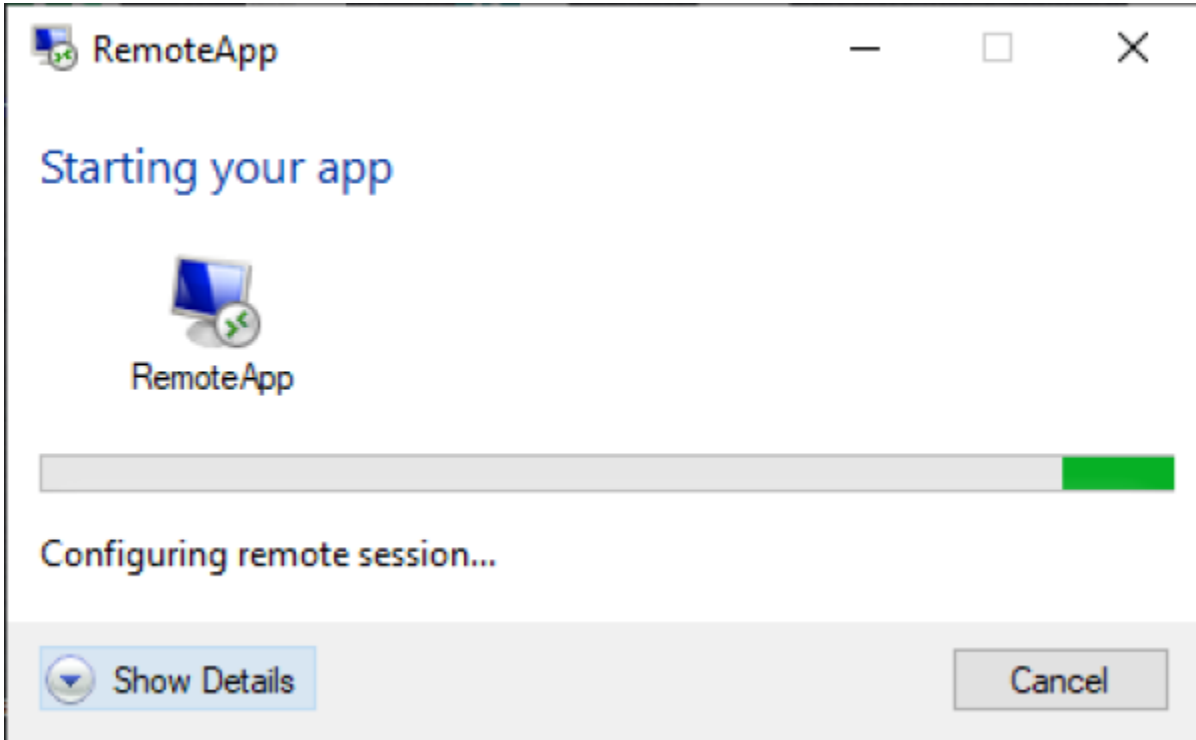 RemoteApp
Starting your app
RemoteApp
Configuring remote session...
Show Details
Cancel